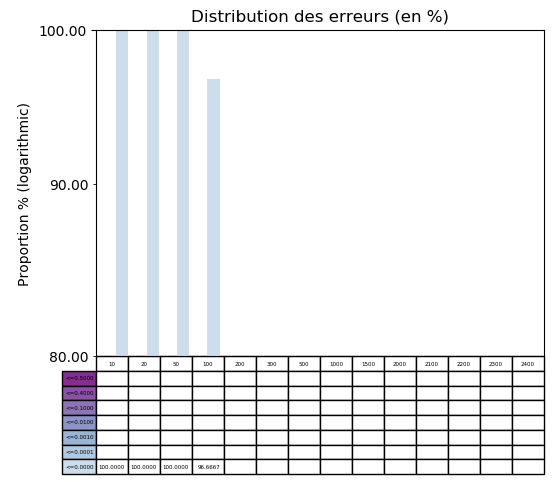 Distribution des erreurs (en %)
100.00
90.00
80.00
Proportion % (logarithmic)
10 20 50 100 200 300 500 1000 1500 2000 2100 2200 2300 2400
<=0.5000
<=0.4000
<=0.1000
<=0.0100
<=0.0010
<=0.0001
<=0.0000 100.0000 100.0000 100.0000 96.6667